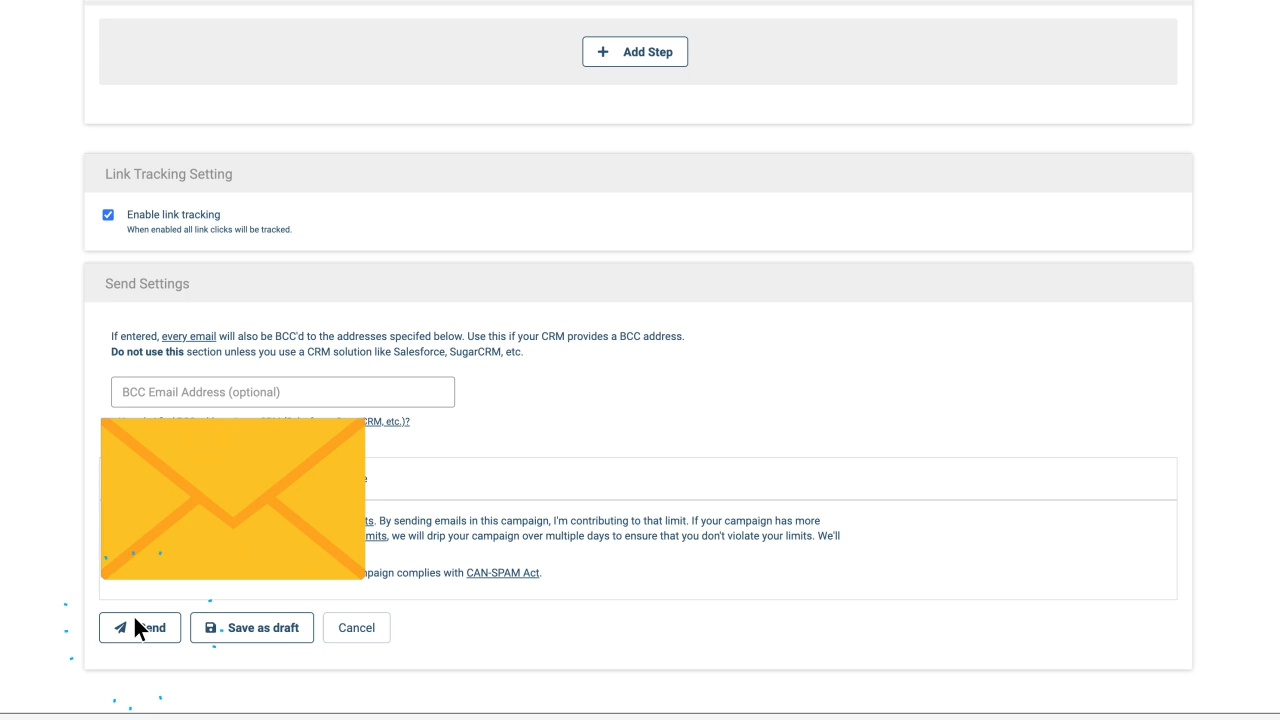 Add Step
Link Tracking Setting
Enable link tracking
When enabled all link clicks will be tracked.
Send Settings
If entered, every email will also be BCC'd to the addresses specifed below. Use this if your CRM provides a BCC address.
Do not use this section unless you use a CRM solution like Salesforce, SugarCRM, etc.
BCC Email Address (optional)
CRM, etc.)?
By sending emails in this campaign, I'm contributing to that limit. If your campaign has more
we will drip your campaign over multiple days to ensure that you don't violate your limits. We'll
complies with CAN-SPAM Act.
Save as draft
Cancel